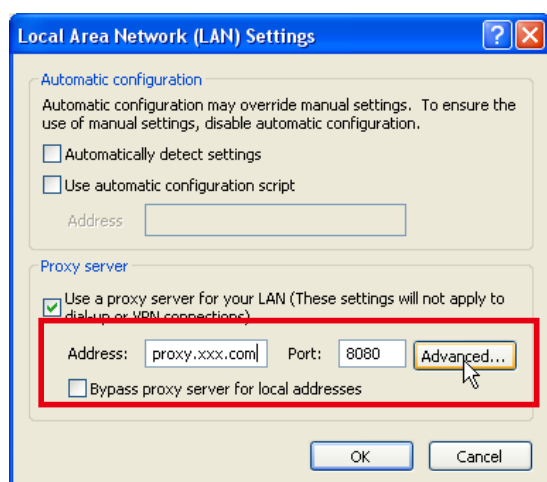 Local Area Network (LAN) Settings
Automatic configuration
Automatic configuration may override manual settings. To ensure the
use of manual settings, disable automatic configuration.
Automatically detect settings
Use automatic configuration script
Address
Proxy server
Use a proxy server for your LAN (These settings will not apply to
dial-up or VPN connections)
Address: proxy.xxx.com Port: 8080 Advanced...
Bypass proxy server for local addresses
OK Cancel